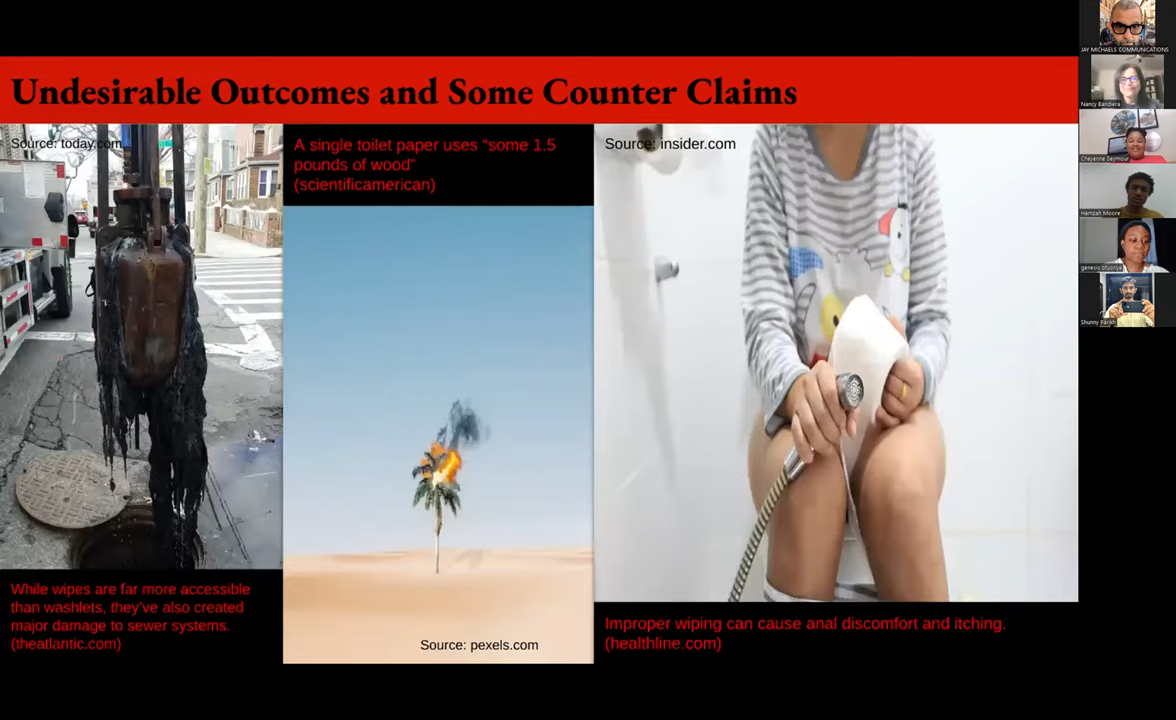 Undesirable Outcomes and Some Counter Claims
Source: today.com
A single toilet paper uses “some 1.5
pounds of wood”
(scientificamerican)
Source: insider.com
While wipes are far more accessible
than washlets, they've also created
major damage to sewer systems.
(theatlantic.com)
Source: pexels.com
Improper wiping can cause anal discomfort and itching.
(healthline.com)
JAY MICHAELS COMMUNICATIONS
Nancy Bandiera
Cheyenne Seymour
Hamzah Moore
genesis
Shunny Parikh